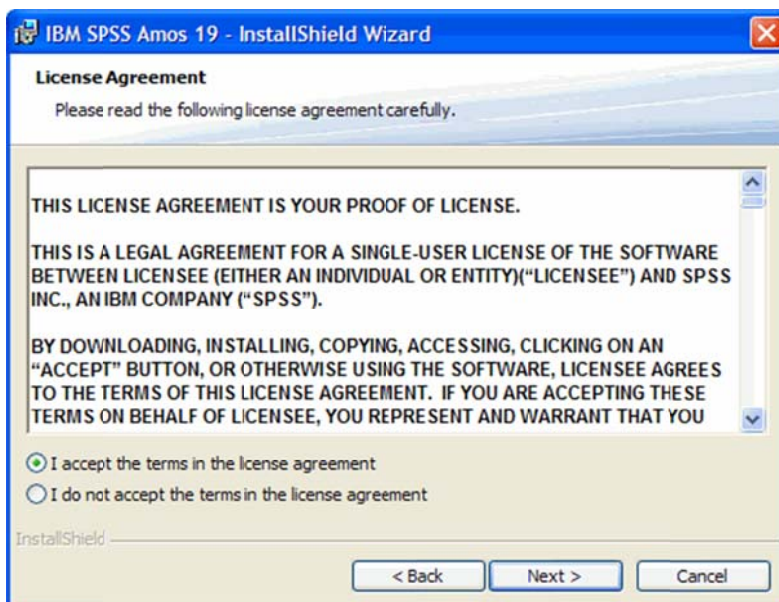 IBM SPSS Amos 19 - InstallShield Wizard
License Agreement
Please read the following license agreement carefully.
THIS LICENSE AGREEMENT IS YOUR PROOF OF LICENSE.
THIS IS A LEGAL AGREEMENT FOR A SINGLE-USER LICENSE OF THE SOFTWARE
BETWEEN LICENSEE (EITHER AN INDIVIDUAL OR ENTITY)("LICENSEE") AND SPSS
INC., AN IBM COMPANY ("SPSS").
BY DOWNLOADING, INSTALLING, COPYING, ACCESSING, CLICKING ON AN
"ACCEPT" BUTTON, OR OTHERWISE USING THE SOFTWARE, LICENSEE AGREES
TO THE TERMS OF THIS LICENSE AGREEMENT.  IF YOU ARE ACCEPTING THESE
TERMS ON BEHALF OF LICENSEE, YOU REPRESENT AND WARRANT THAT YOU
I accept the terms in the license agreement
I do not accept the terms in the license agreement
InstallShield
< Back
Next >
Cancel